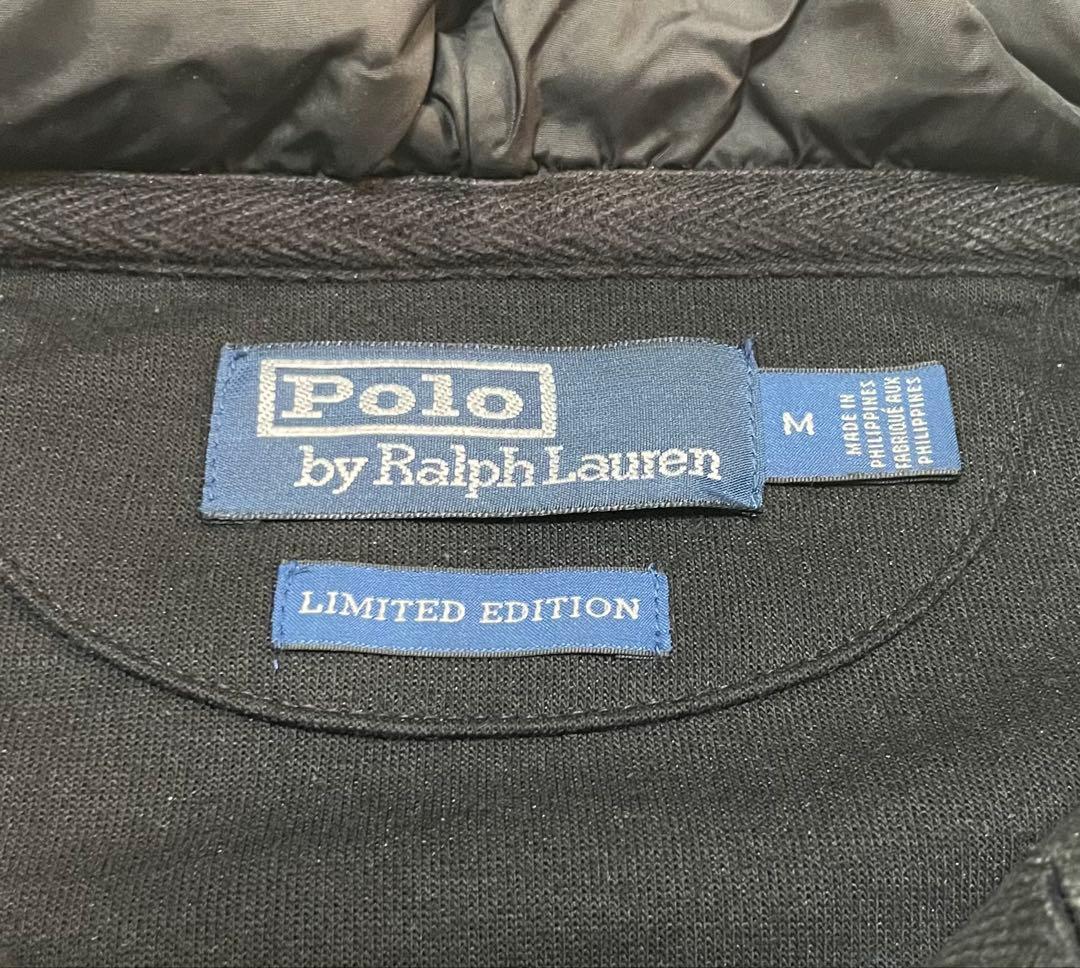 Polo
by Ralph Lauren
M
MADE IN
PHILIPPINES
FABRIQUÉ AUX
PHILIPPINES
LIMITED EDITION